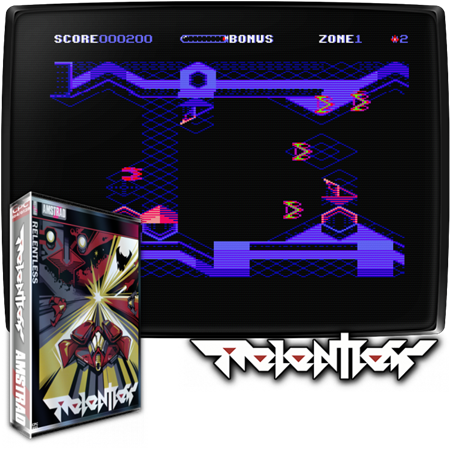 SCORE000200 BONUS ZONE1 *2
AMSTRAD
RELENTLESS
RELENTLESS
AMSTRAD
RELENTLESS
RELENTLESS